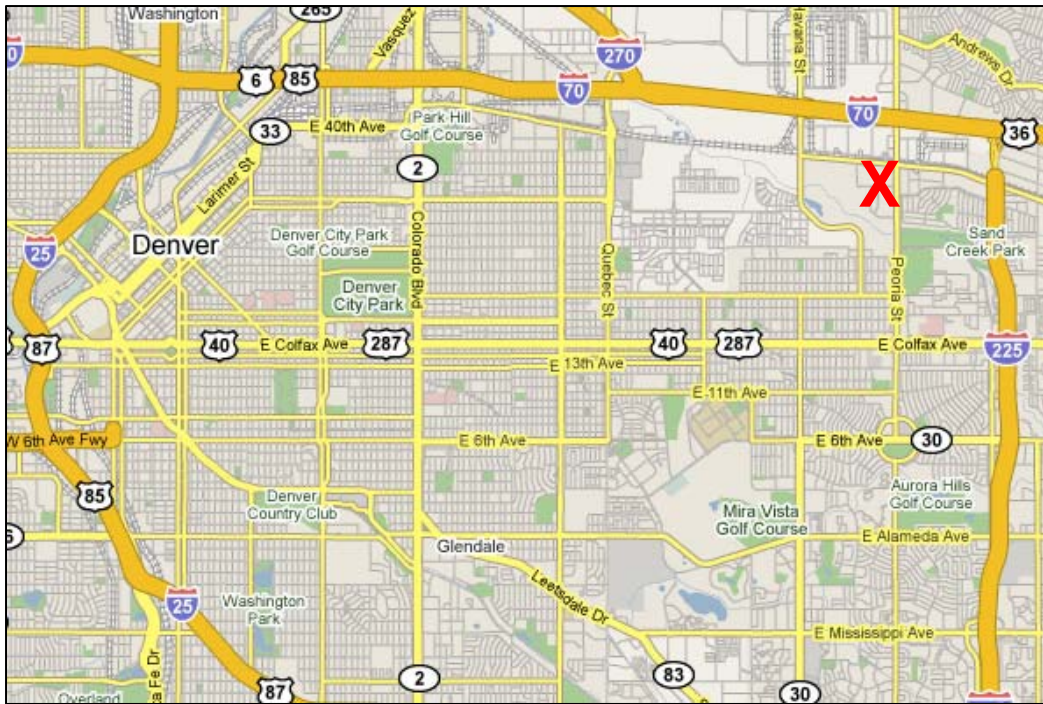 Washington
265
Vasquez
270
Havana St
Andrews Dr
70
6
85
70
70
36
33
E 40th Ave
Park Hill
Golf Course
2
X
Larimer St
Colorado Blvd
Denver
25
Denver City Park
Golf Course
Quebec St
Peoria St
Sand
Creek Park
Denver
City Park
87
40
E Colfax Ave
287
40
287
E Colfax Ave
225
E 13th Ave
E 11th Ave
W 6th Ave Fwy
E 6th Ave
E 6th Ave
30
85
Denver
Country Club
Mira Vista
Golf Course
Aurora Hills
Golf Course
6
Glendale
E Alameda Ave
25
Washington
Park
Leetsdale Dr
E Mississippi Ave
a Fe Dr
87
2
83
30
Overland